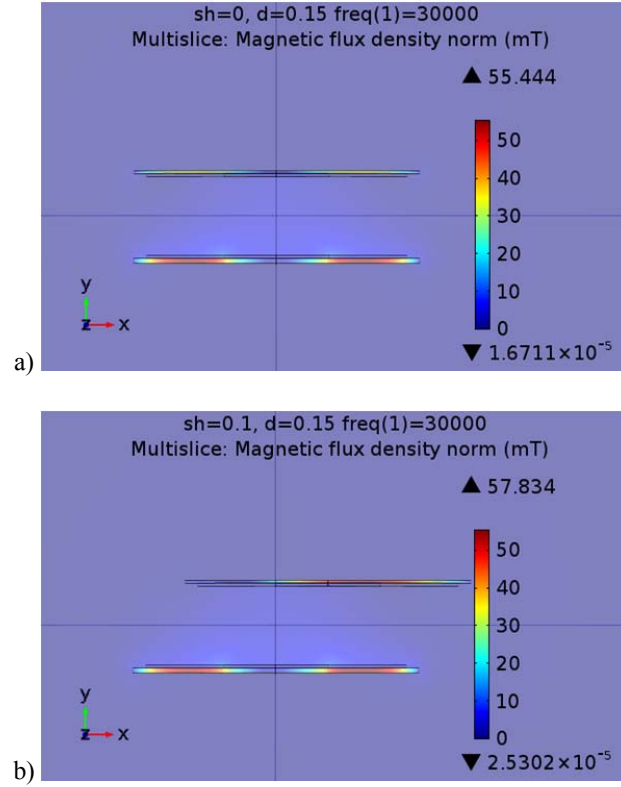 sh=0, d=0.15 freq(1)=30000
Multislice: Magnetic flux density norm (mT)
▲ 55.444
50
40
30
20
10
0
▼ 1.6711×10⁻⁵
y
z x
a)
sh=0.1, d=0.15 freq(1)=30000
Multislice: Magnetic flux density norm (mT)
▲ 57.834
50
40
30
20
10
0
▼ 2.5302×10⁻⁵
y
z x
b)